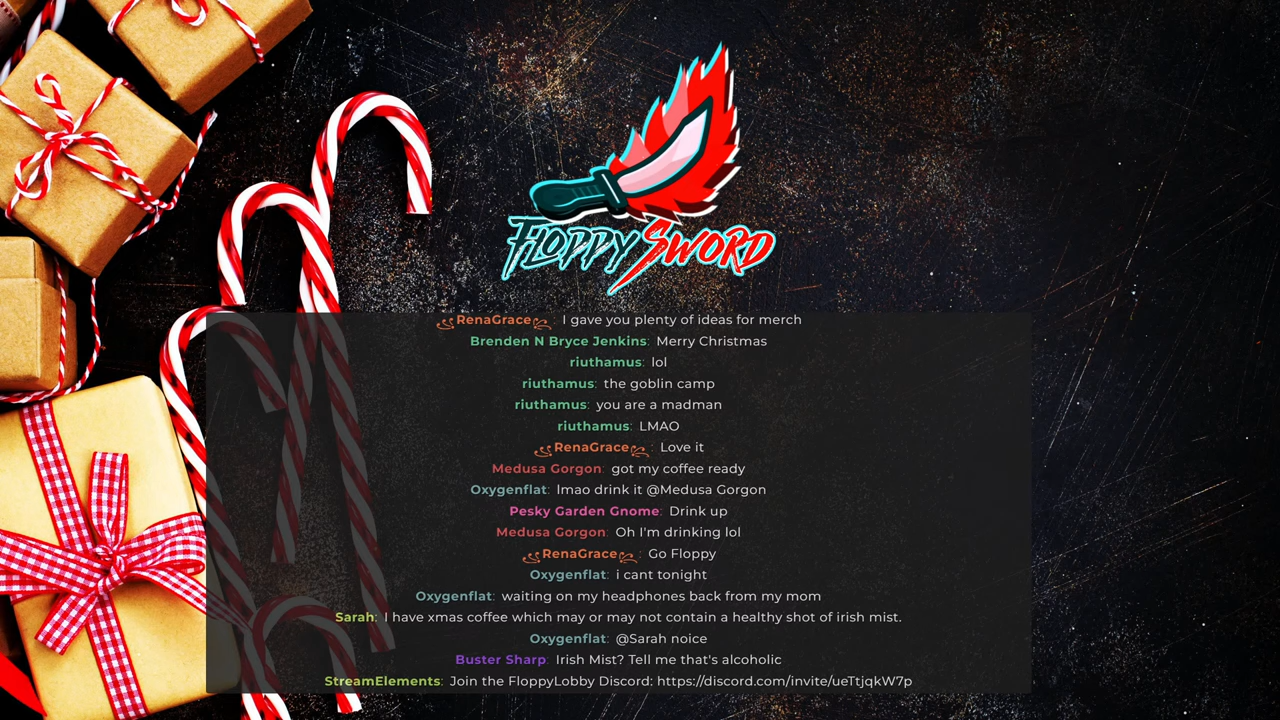 FLOPPY SWORD
RenaGrace: I gave you plenty of ideas for merch
Brenden N Bryce Jenkins: Merry Christmas
riuthamus: lol
riuthamus: the goblin camp
riuthamus: you are a madman
riuthamus: LMAO
RenaGrace: Love it
Medusa Gorgon: got my coffee ready
Oxygenflat: lmao drink it @Medusa Gorgon
Pesky Garden Gnome: Drink up
Medusa Gorgon: Oh I'm drinking lol
RenaGrace: Go Floppy
Oxygenflat: i cant tonight
Oxygenflat: waiting on my headphones back from my mom
Sarah: I have xmas coffee which may or may not contain a healthy shot of irish mist.
Oxygenflat: @Sarah noice
Buster Sharp: Irish Mist? Tell me that's alcoholic
StreamElements: Join the FloppyLobby Discord: https://discord.com/invite/ueTtjqkW7p